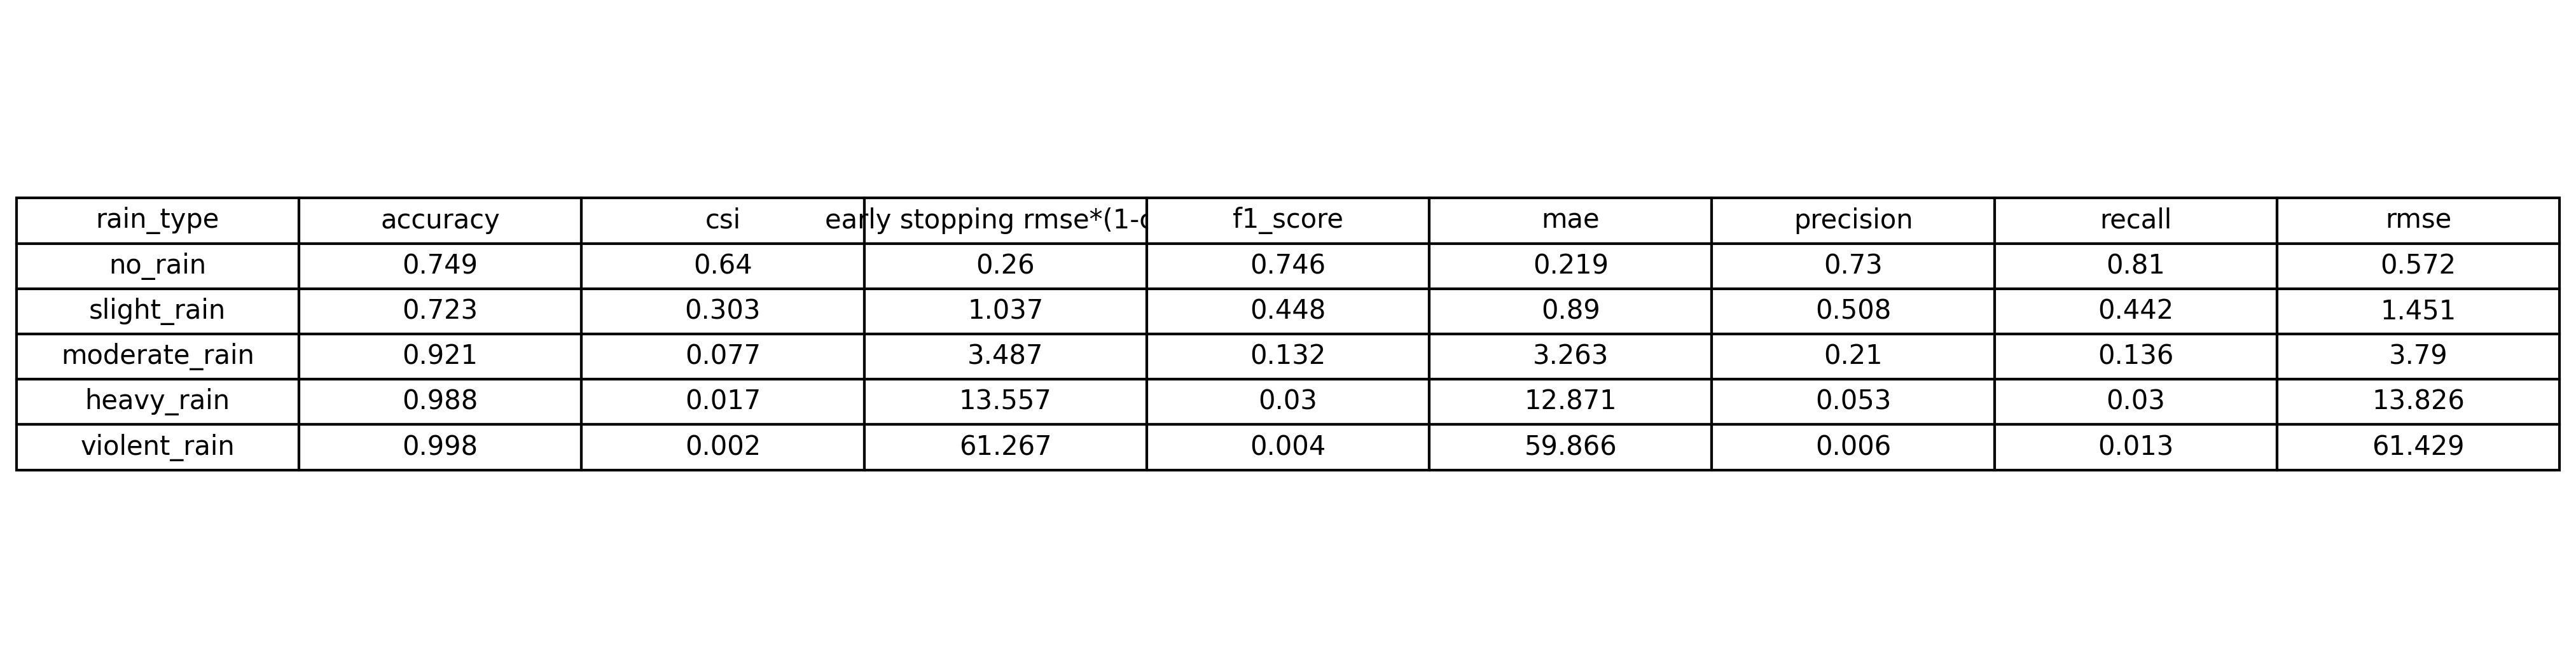 rain_type accuracy csi early stopping rmse*(1-c f1_score mae precision recall rmse
no_rain 0.749 0.64 0.26 0.746 0.219 0.73 0.81 0.572
slight_rain 0.723 0.303 1.037 0.448 0.89 0.508 0.442 1.451
moderate_rain 0.921 0.077 3.487 0.132 3.263 0.21 0.136 3.79
heavy_rain 0.988 0.017 13.557 0.03 12.871 0.053 0.03 13.826
violent_rain 0.998 0.002 61.267 0.004 59.866 0.006 0.013 61.429